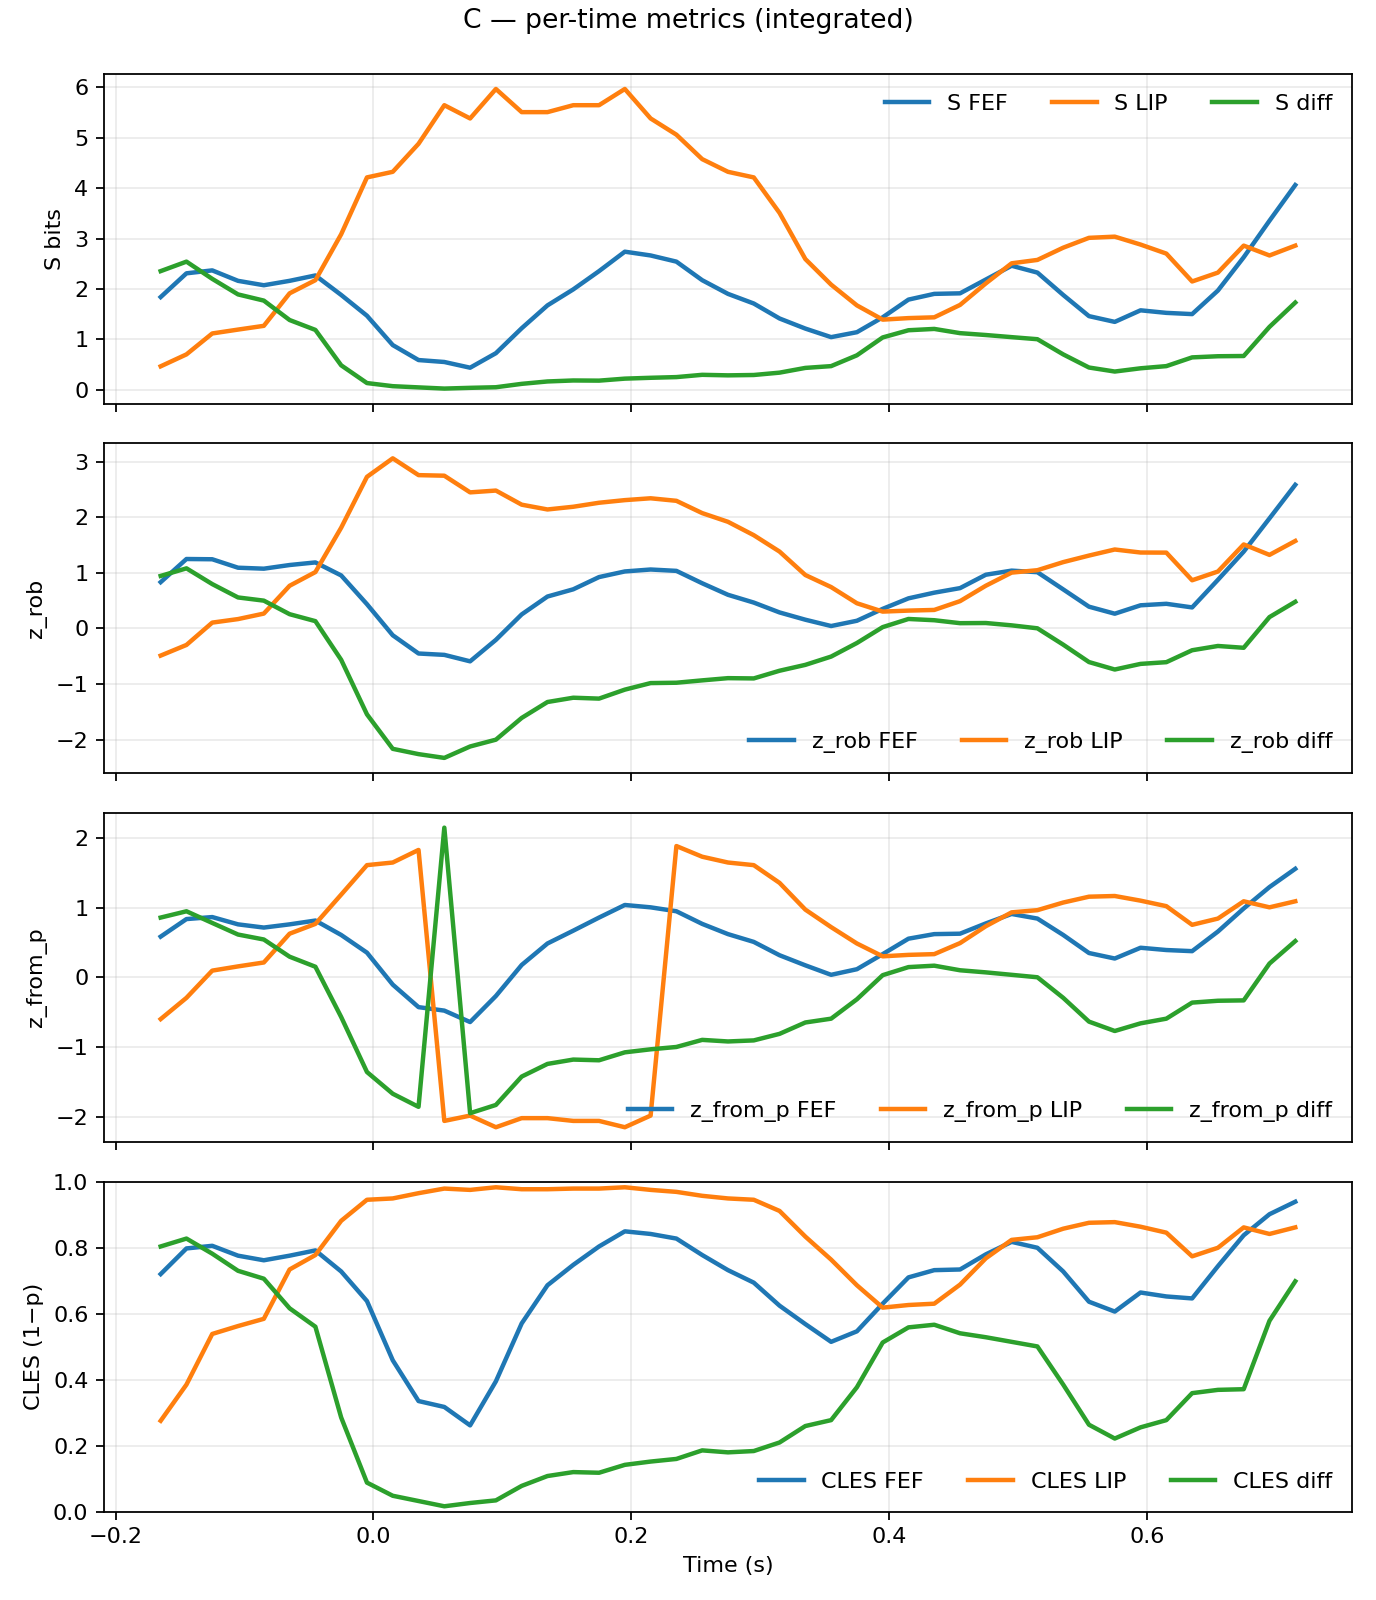 C — per-time metrics (integrated)
6
5
4
3
2
1
0
S bits
S FEF S LIP S diff
3
2
1
0
−1
−2
z_rob
z_rob FEF z_rob LIP z_rob diff
2
1
0
−1
−2
z_from_p
z_from_p FEF z_from_p LIP z_from_p diff
1.0
0.8
0.6
0.4
0.2
0.0
CLES (1−p)
CLES FEF CLES LIP CLES diff
−0.2 0.0 0.2 0.4 0.6
Time (s)